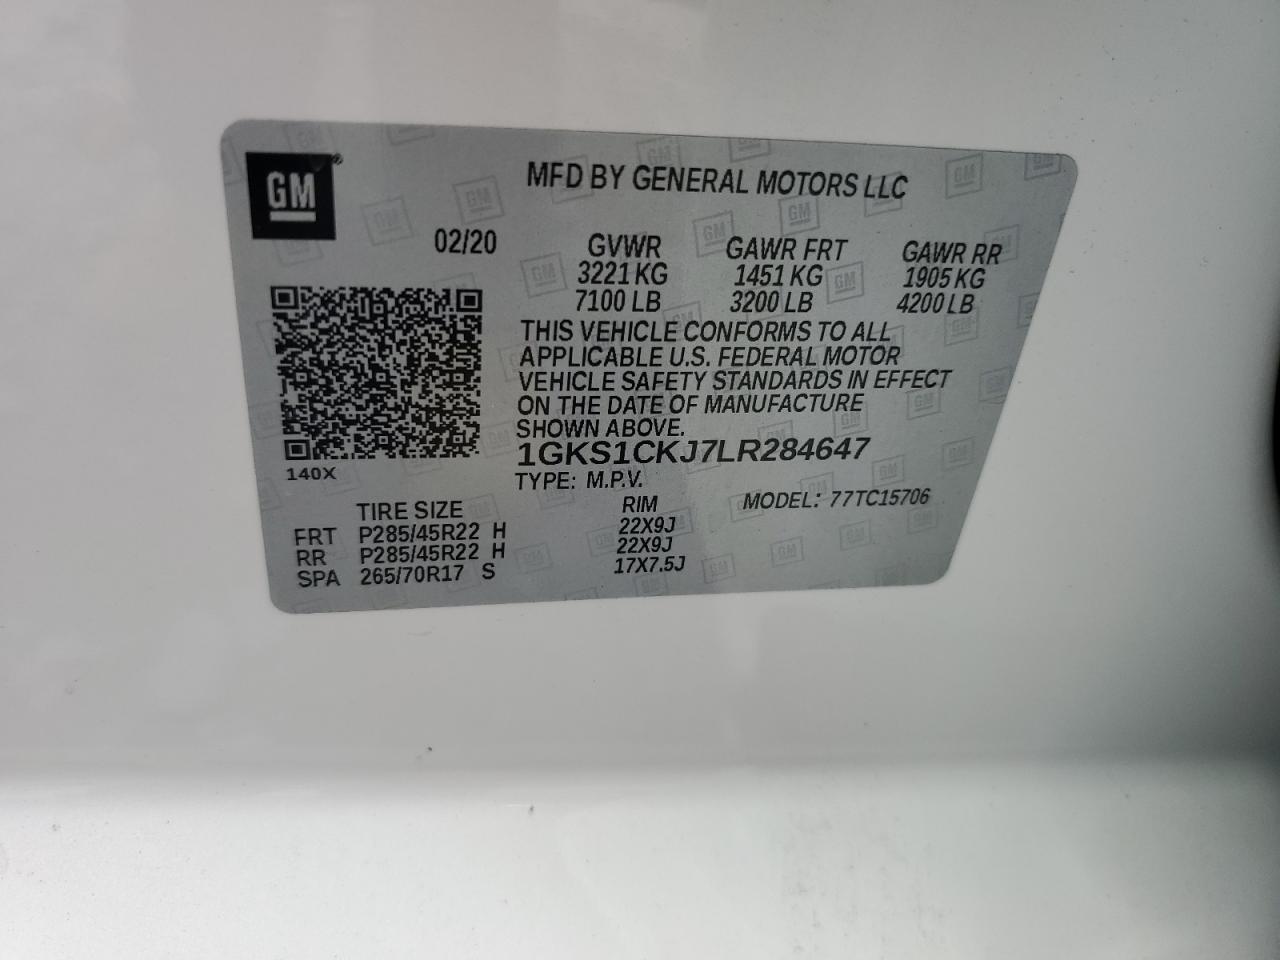 GM
MFD BY GENERAL MOTORS LLC
02/20
GVWR GAWR FRT GAWR RR
3221 KG 1451 KG 1905 KG
7100 LB 3200 LB 4200 LB
THIS VEHICLE CONFORMS TO ALL
APPLICABLE U.S. FEDERAL MOTOR
VEHICLE SAFETY STANDARDS IN EFFECT
ON THE DATE OF MANUFACTURE
SHOWN ABOVE.
1GKS1CKJ7LR284647
140X
TYPE: M.P.V. MODEL: 77TC15706
TIRE SIZE RIM
FRT P285/45R22 H 22X9J
RR P285/45R22 H 22X9J
SPA 265/70R17 S 17X7.5J